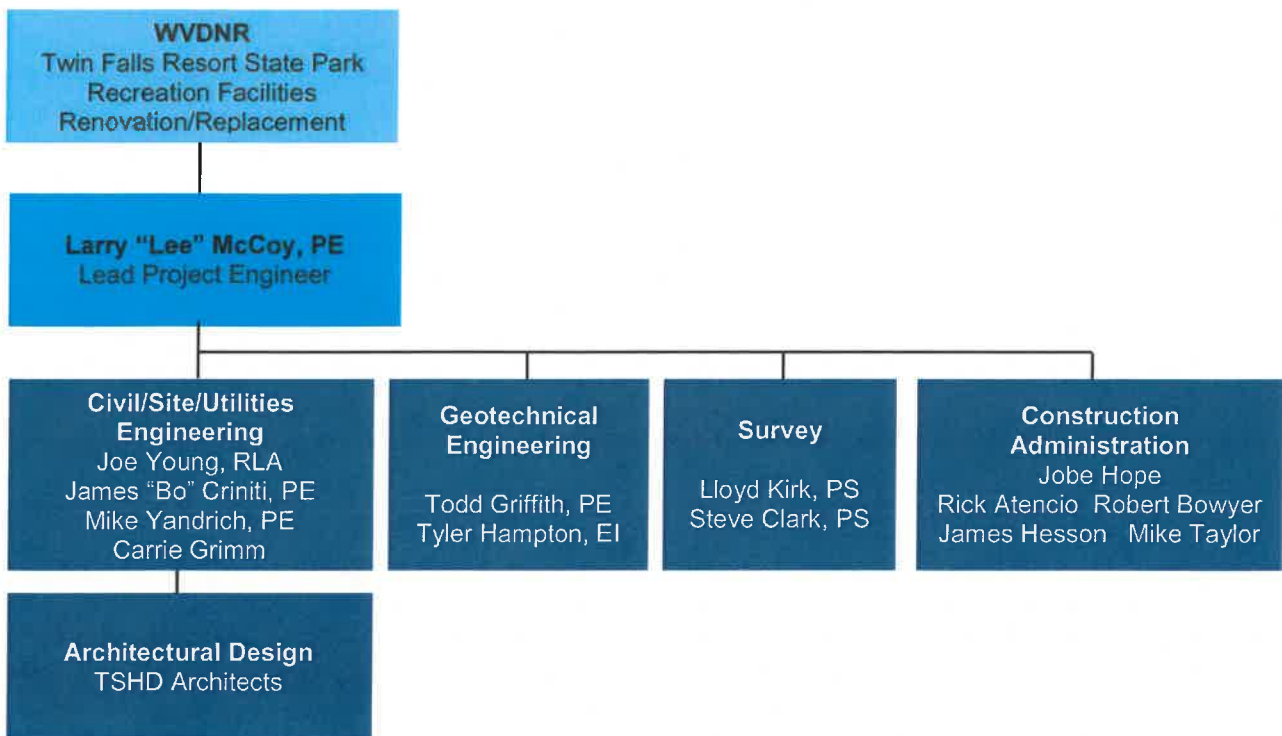 WVDNR
Twin Falls Resort State Park
Recreation Facilities
Renovation/Replacement
Larry “Lee” McCoy, PE
Lead Project Engineer
Civil/Site/Utilities
Engineering
Joe Young, RLA
James “Bo” Criniti, PE
Mike Yandrich, PE
Carrie Grimm
Geotechnical
Engineering
Todd Griffith, PE
Tyler Hampton, EI
Survey
Lloyd Kirk, PS
Steve Clark, PS
Construction
Administration
Jobe Hope
Rick Atencio Robert Bowyer
James Hesson Mike Taylor
Architectural Design
TSHD Architects